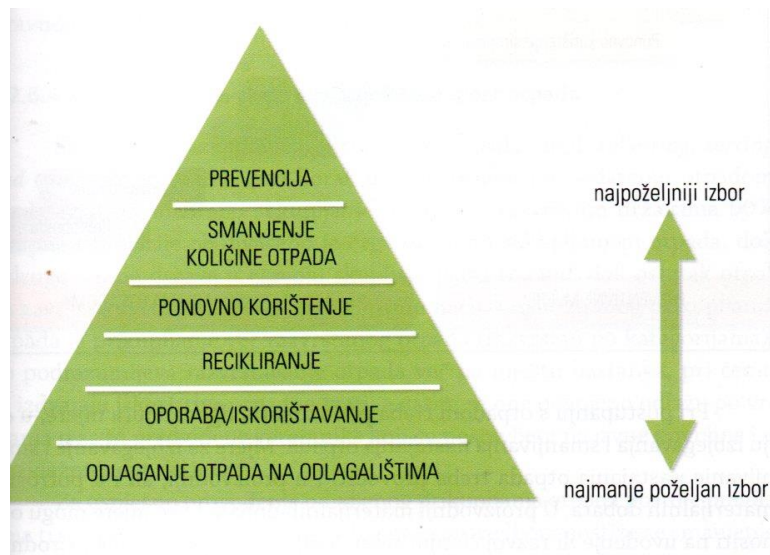 PREVENCIJA
SMANJENJE
KOLIČINE OTPADA
PONOVNO KORIŠTENJE
RECIKLIRANJE
OPORABA/ISKORIŠTAVANJE
ODLAGANJE OTPADA NA ODLAGALIŠTIMA
najpoželjniji izbor
najmanje poželjan izbor